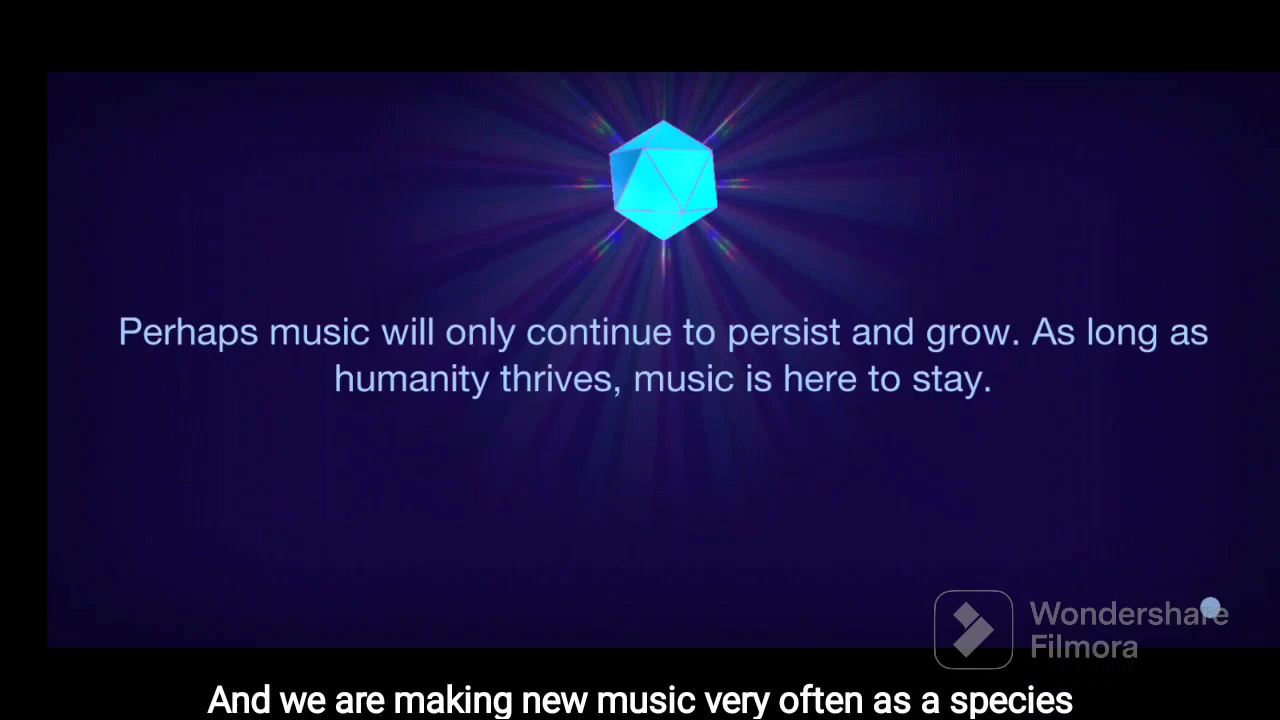 Perhaps music will only continue to persist and grow. As long as
humanity thrives, music is here to stay.
Wondershare
Filmora
And we are making new music very often as a species